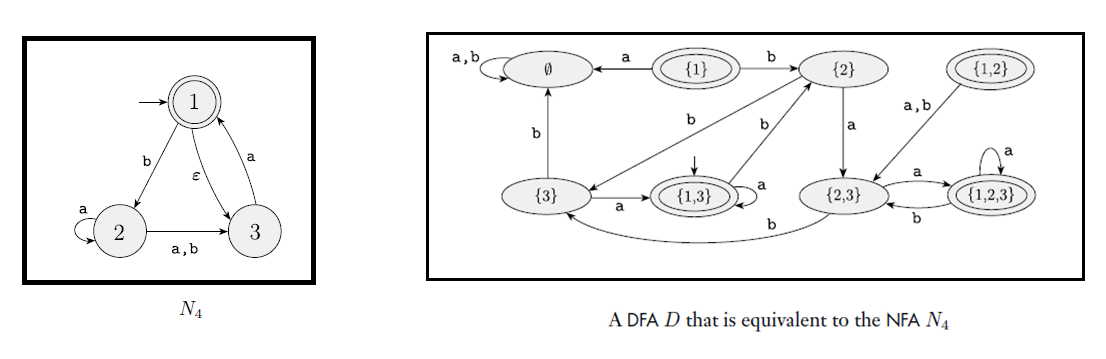 1
b
ε
a
a
2
a,b
3
N₄
a,b
∅
a
{1}
b
{2}
{1,2}
b
b
b
a
a,b
{3}
a
{1,3}
a
{2,3}
a
b
{1,2,3}
a
b
A DFA D that is equivalent to the NFA N₄